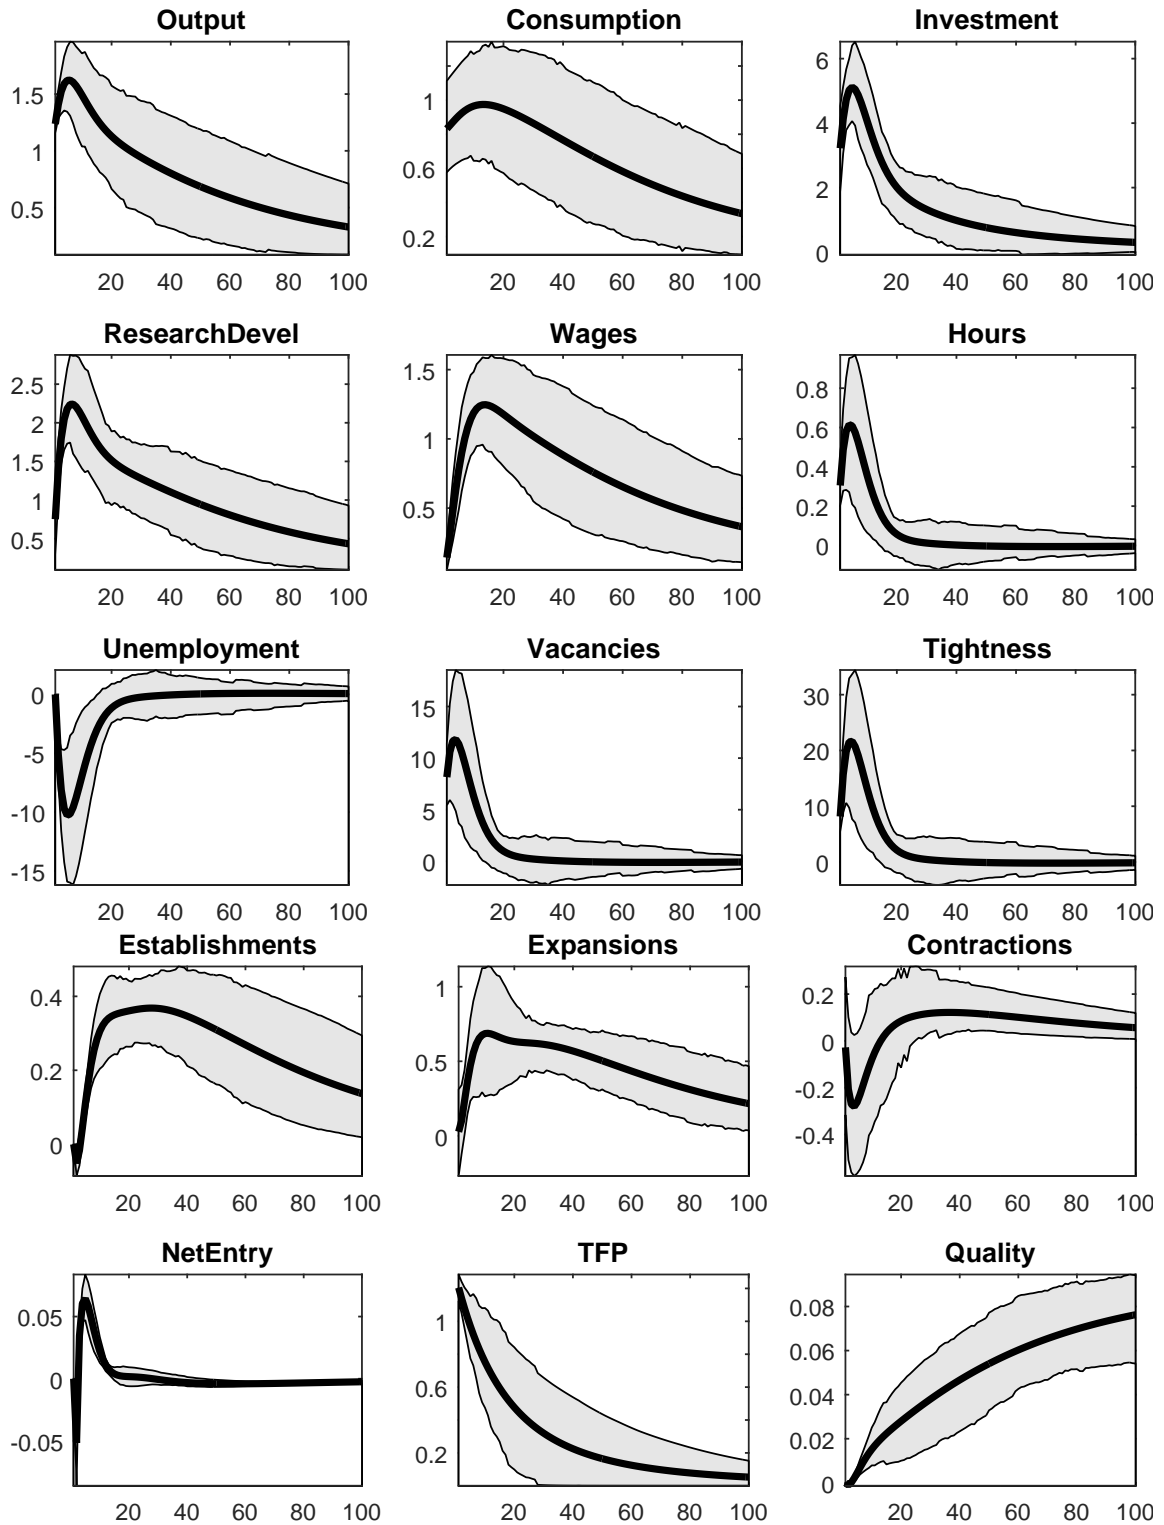 Output Consumption Investment
1.5 1 6
1 0.6 4
0.5 0.2 2
0
20 40 60 80 100 20 40 60 80 100 20 40 60 80 100
ResearchDevel Wages Hours
2.5 1.5 0.8
2 1 0.6
1.5 0.5 0.4
1 0.2
0.5 0
20 40 60 80 100 20 40 60 80 100 20 40 60 80 100
Unemployment Vacancies Tightness
0 15 30
-5 10 20
-10 5 10
-15 0 0
20 40 60 80 100 20 40 60 80 100 20 40 60 80 100
Establishments Expansions Contractions
0.4 1 0.2
0.2 0.5 0
0 0 -0.2
-0.4
20 40 60 80 100 20 40 60 80 100 20 40 60 80 100
NetEntry TFP Quality
0.05 1 0.08
0 0.6 0.06
-0.05 0.2 0.04
0.02
0
20 40 60 80 100 20 40 60 80 100 20 40 60 80 100